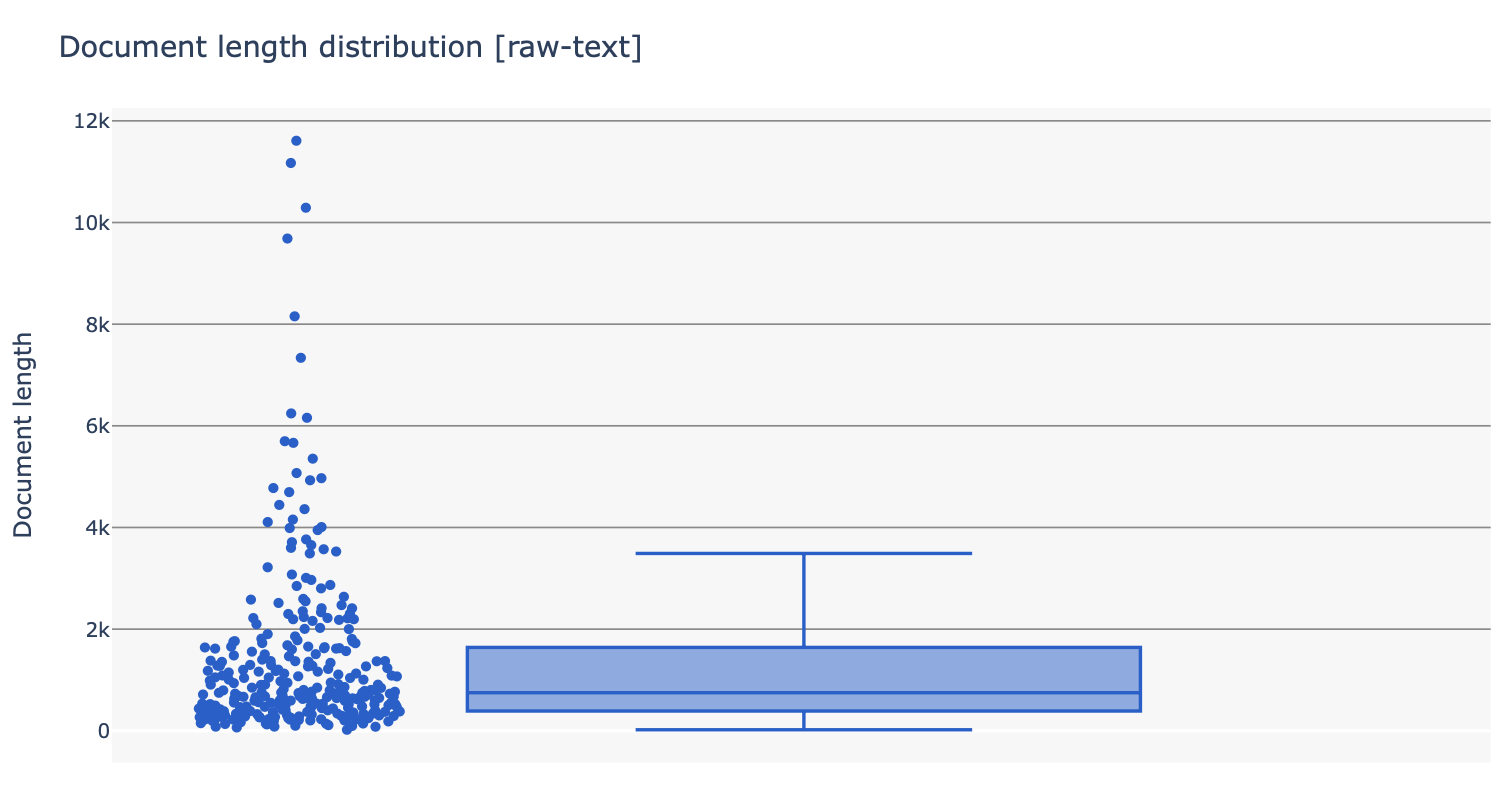 Document length distribution [raw-text]
12k
10k
8k
6k
4k
2k
0
Document length